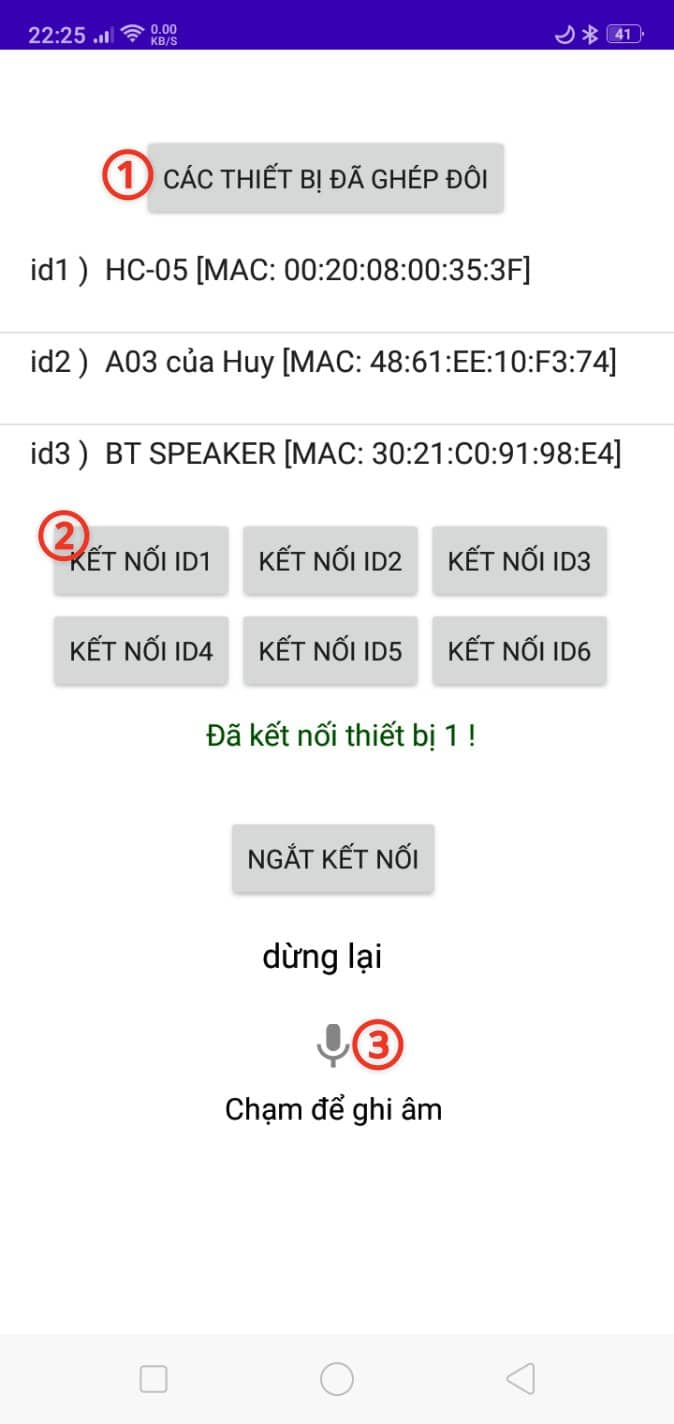 22:25 0.00 KB/S 41
1 CÁC THIẾT BỊ ĐÃ GHÉP ĐÔI
id1 ) HC-05 [MAC: 00:20:08:00:35:3F]
id2 ) A03 của Huy [MAC: 48:61:EE:10:F3:74]
id3 ) BT SPEAKER [MAC: 30:21:C0:91:98:E4]
2 KẾT NỐI ID1 KẾT NỐI ID2 KẾT NỐI ID3
KẾT NỐI ID4 KẾT NỐI ID5 KẾT NỐI ID6
Đã kết nối thiết bị 1 !
NGẮT KẾT NỐI
dừng lại
3
Chạm để ghi âm